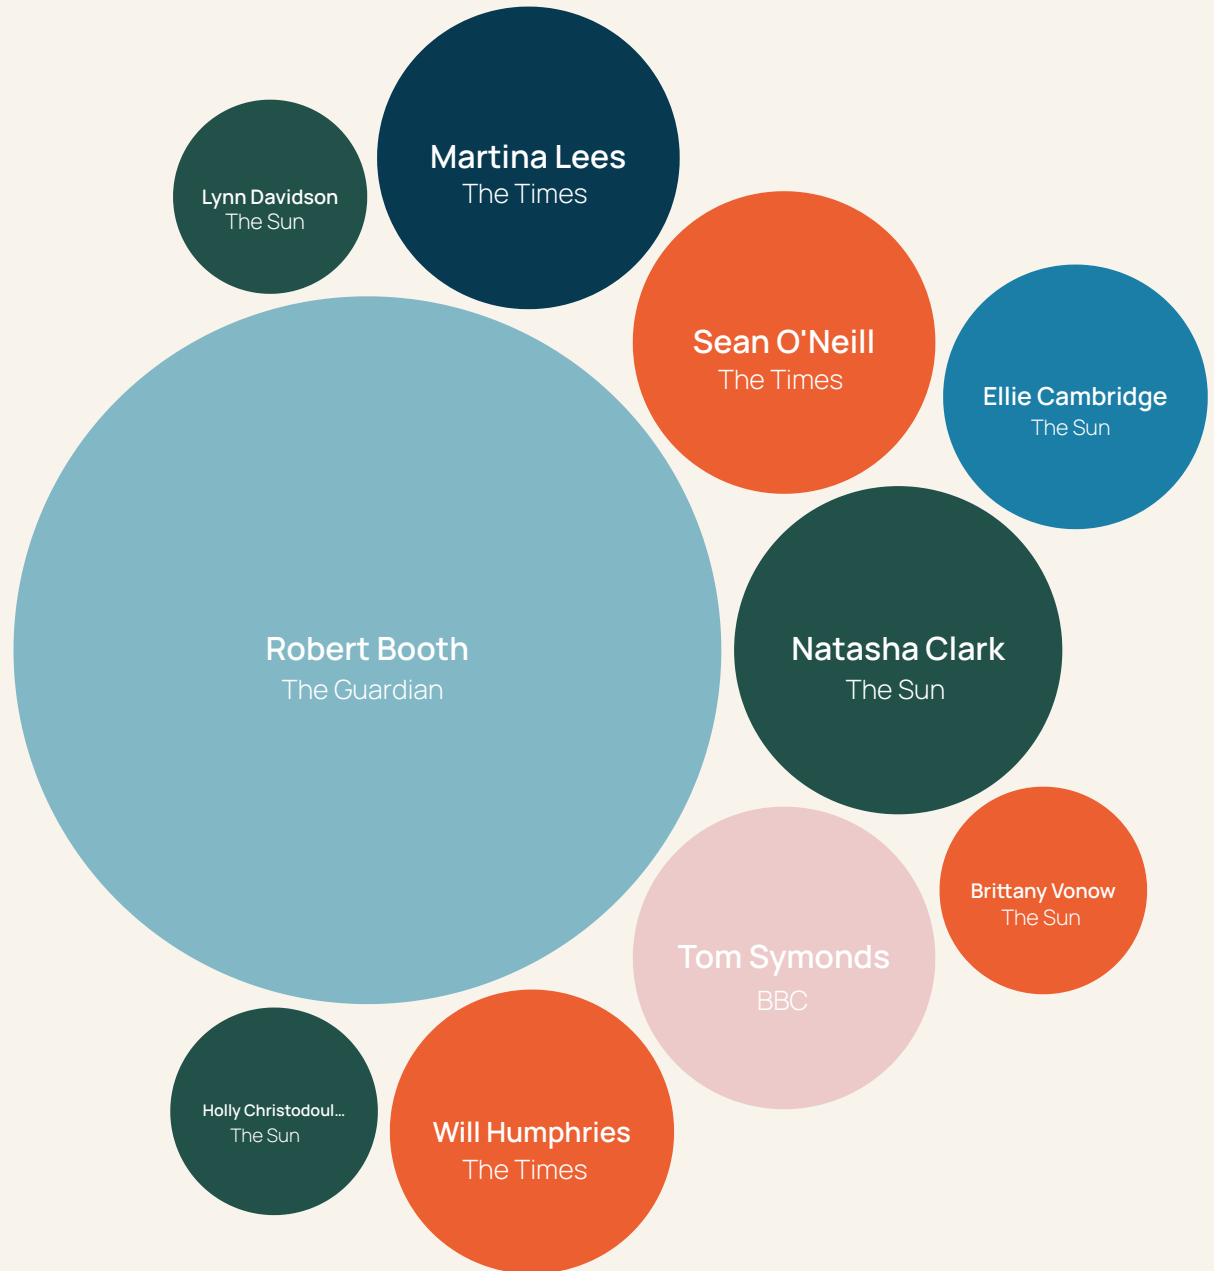 Martina Lees
The Times
Lynn Davidson
The Sun
Sean O'Neill
The Times
Ellie Cambridge
The Sun
Robert Booth
The Guardian
Natasha Clark
The Sun
Brittany Vonow
The Sun
Tom Symonds
BBC
Holly Christodoul...
The Sun
Will Humphries
The Times